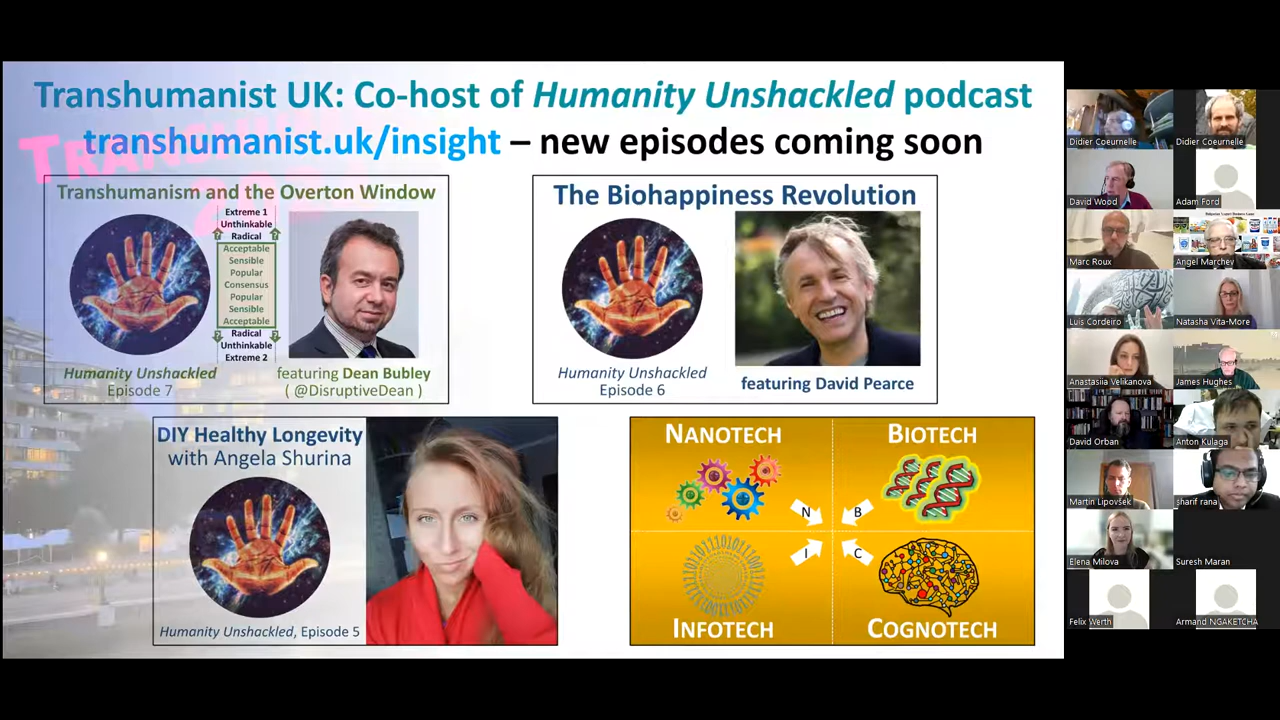 Transhumanist UK: Co-host of Humanity Unshackled podcast
transhumanist.uk/insight – new episodes coming soon
Transhumanism and the Overton Window
Extreme 1
Unthinkable
? Radical ?
Acceptable
Sensible
Popular
Consensus
Popular
Sensible
Acceptable
? Radical ?
Unthinkable
Extreme 2
Humanity Unshackled
Episode 7
featuring Dean Bubley
( @DisruptiveDean )
The Biohappiness Revolution
Humanity Unshackled
Episode 6
featuring David Pearce
DIY Healthy Longevity
with Angela Shurina
Humanity Unshackled, Episode 5
NANOTECH
BIOTECH
N
B
I
C
INFOTECH
COGNOTECH
Didier Coeurnelle
Didier Coeurnelle
David Wood
Adam Ford
Marc Roux
Angel Marchev
Luis Cordeiro
Natasha Vita-More
Anastasiia Velikanova
James Hughes
David Orban
Anton Kulaga
Martin Lipovšek
sharif rana
Elena Milova
Suresh Maran
Felix Werth
Armand NGAKETCHA